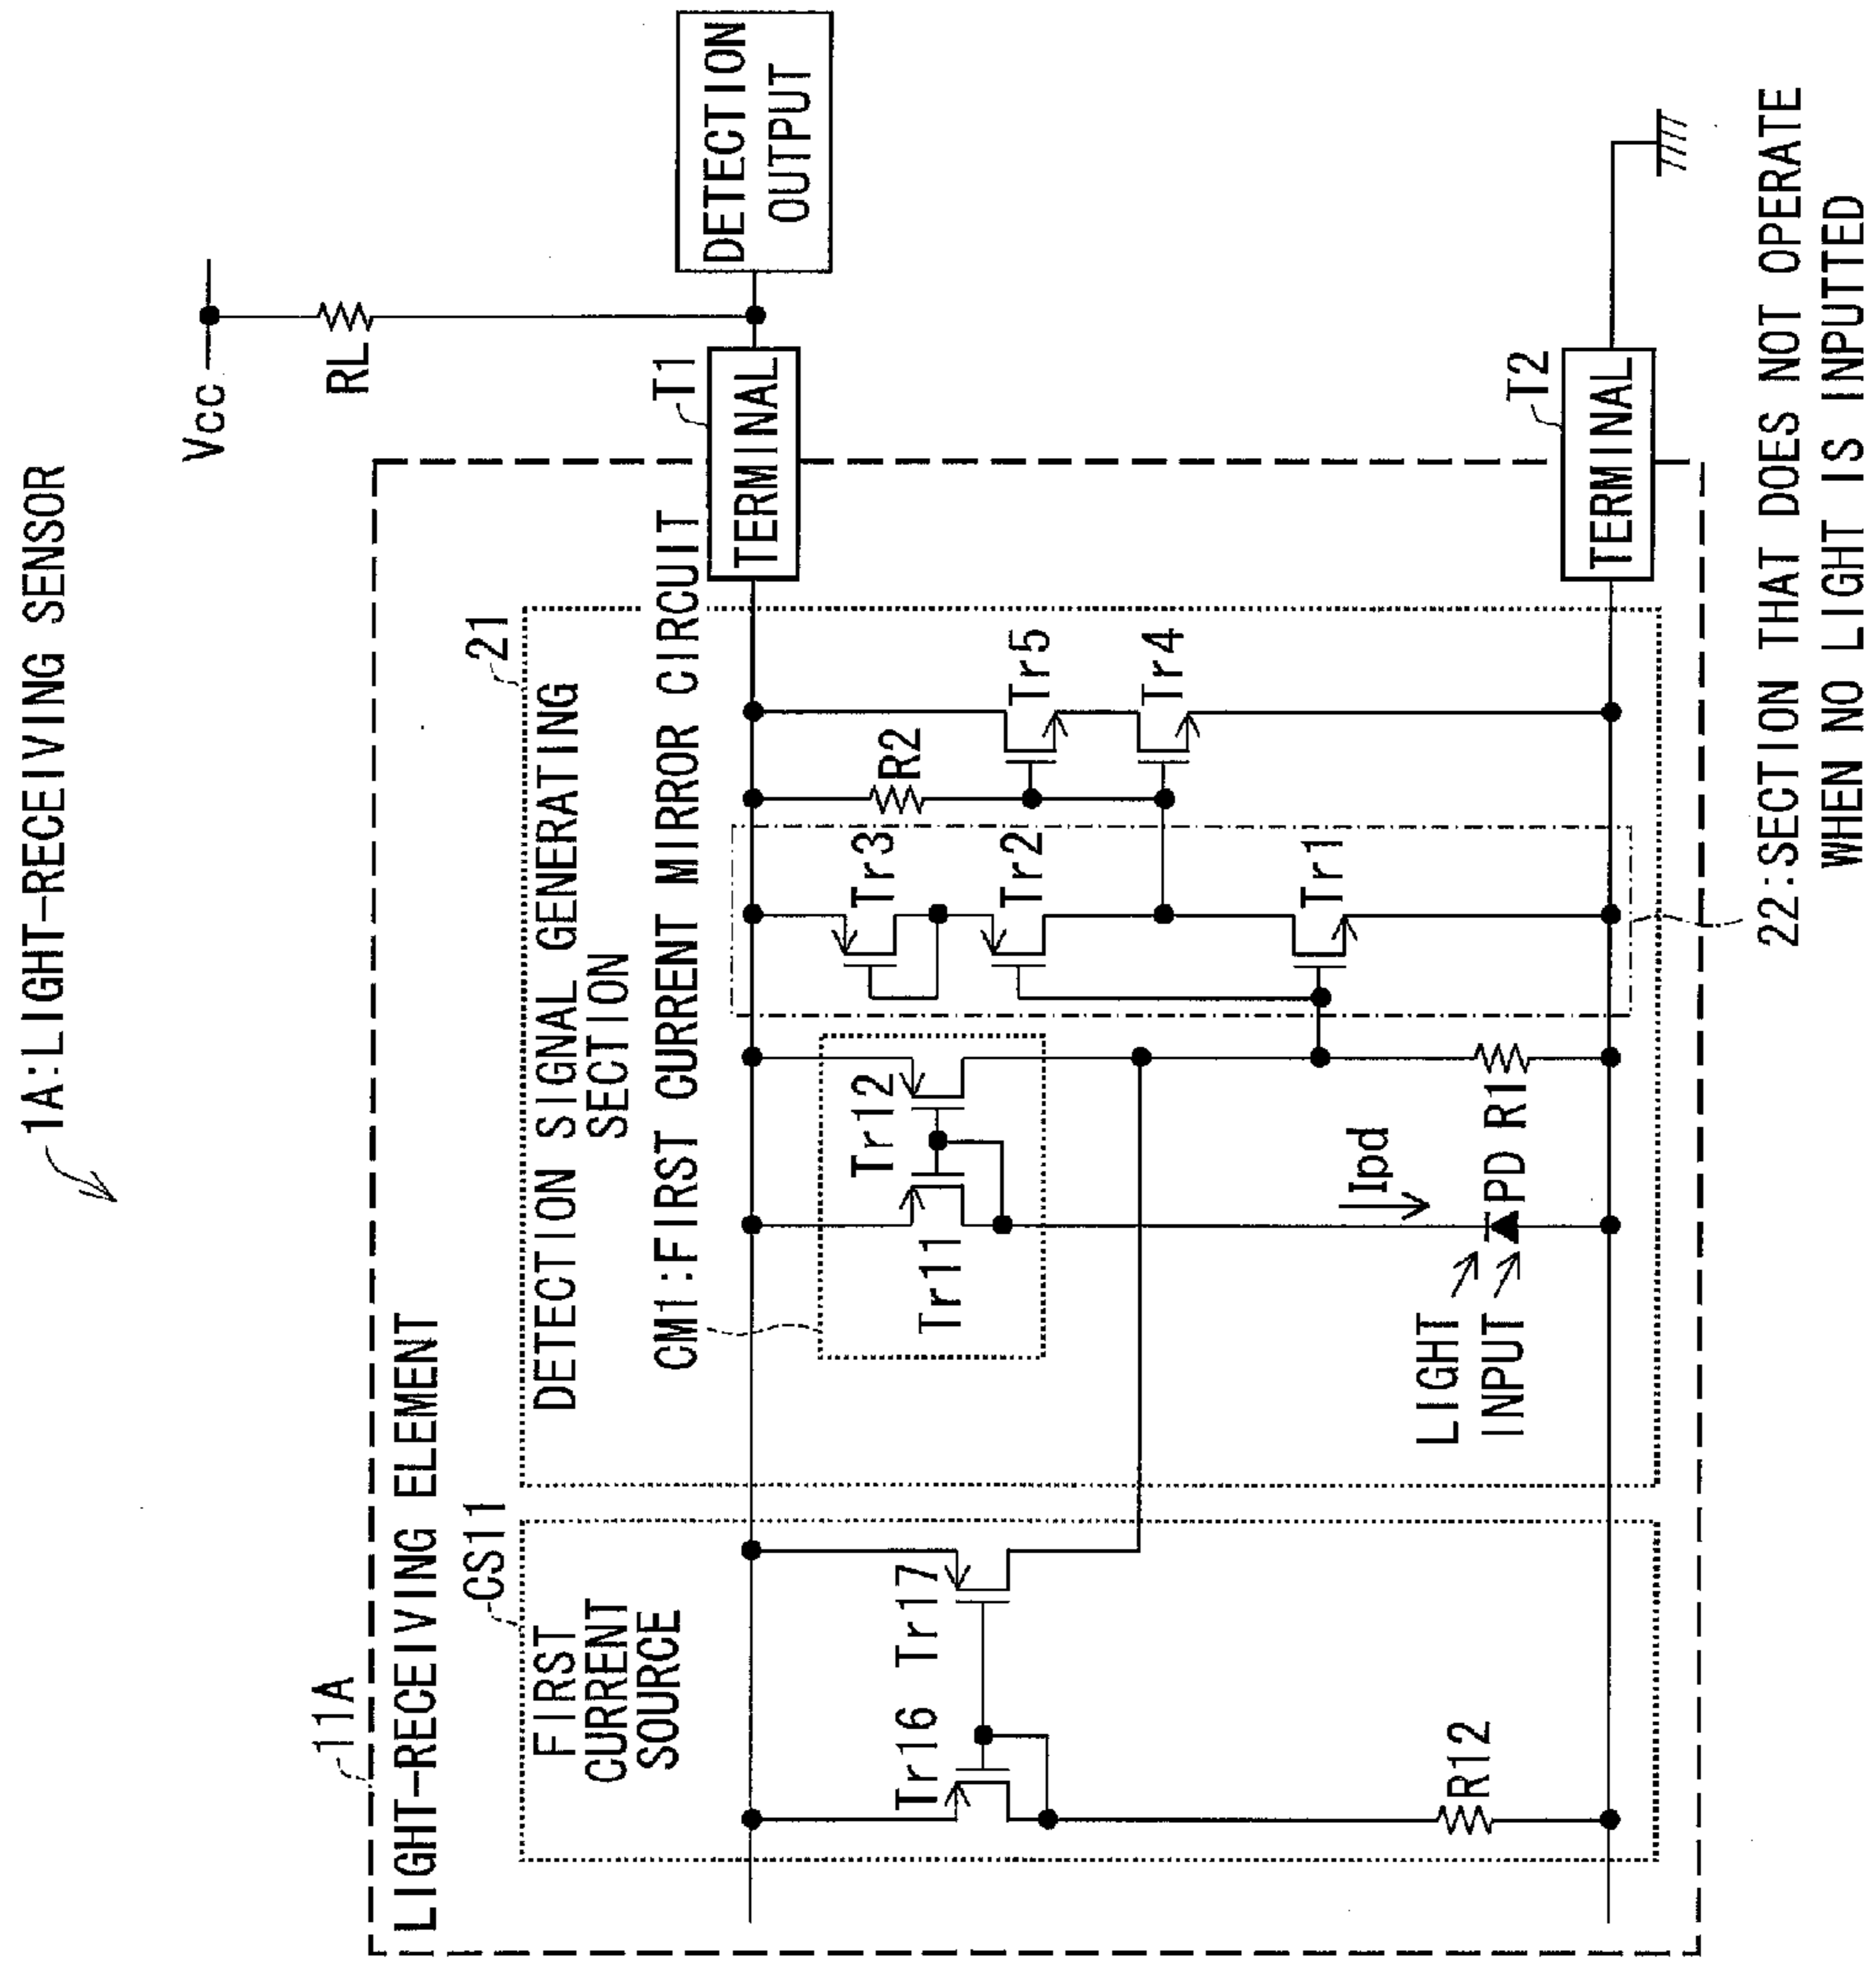 1A:LIGHT-RECEIVING SENSOR
11A
LIGHT-RECEIVING ELEMENT
CS11
FIRST
CURRENT
SOURCE
Tr16
Tr17
R12
21
DETECTION SIGNAL GENERATING
SECTION
CM1:FIRST CURRENT MIRROR CIRCUIT
Tr11
Tr12
LIGHT
INPUT
Ipd
PD
R1
Tr3
Tr2
Tr1
R2
Tr5
Tr4
Vcc
RL
T1
TERMINAL
DETECTION
OUTPUT
T2
TERMINAL
22:SECTION THAT DOES NOT OPERATE
WHEN NO LIGHT IS INPUTTED